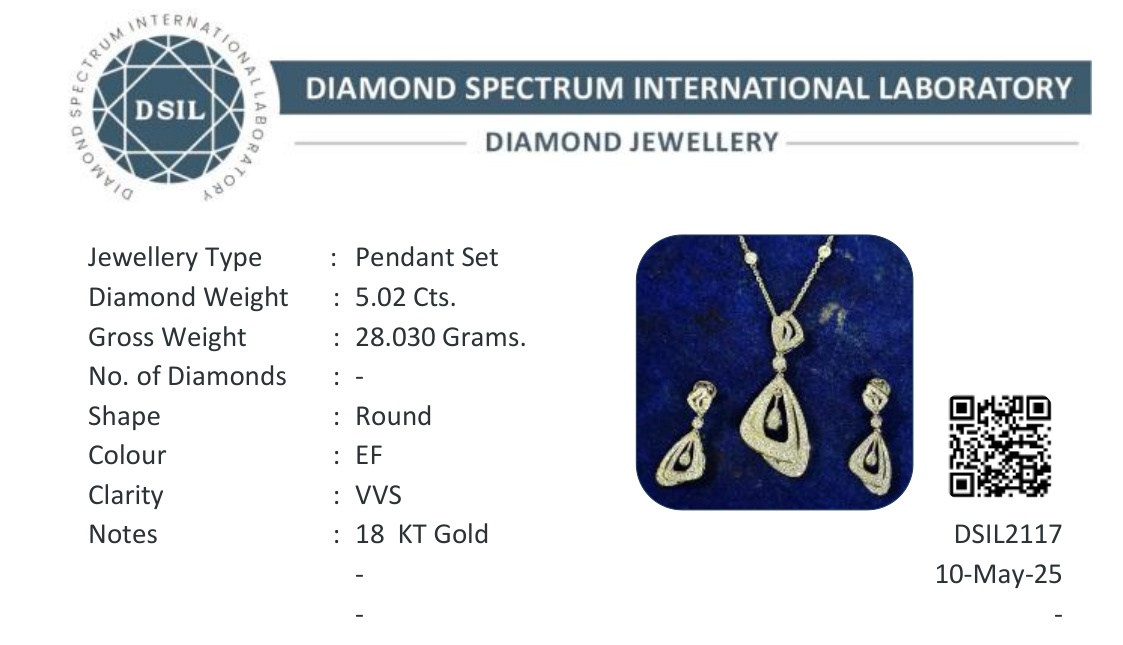 DIAMOND SPECTRUM INTERNATIONAL LABORATORY
DSIL
DIAMOND SPECTRUM INTERNATIONAL LABORATORY
DIAMOND JEWELLERY
Jewellery Type : Pendant Set
Diamond Weight : 5.02 Cts.
Gross Weight : 28.030 Grams.
No. of Diamonds : -
Shape : Round
Colour : EF
Clarity : VVS
Notes : 18 KT Gold
-
-
DSIL2117
10-May-25
-